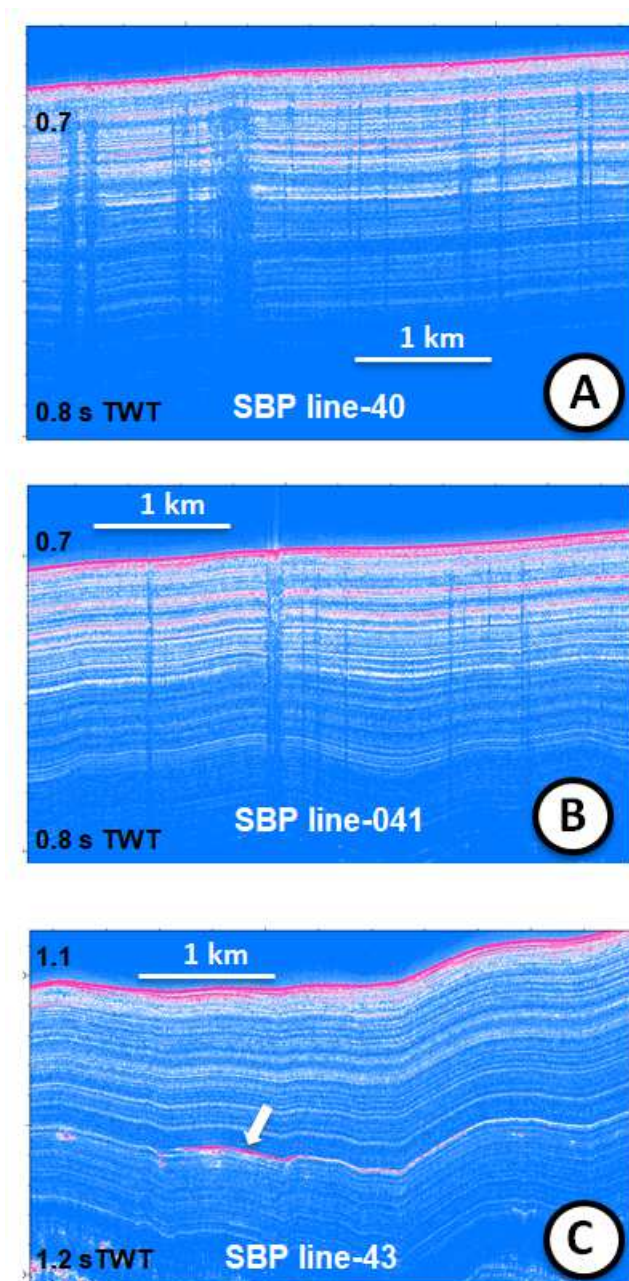 0.7
1 km
0.8 s TWT
SBP line-40
A
1 km
0.7
SBP line-041
0.8 s TWT
B
1.1
1 km
1.2 sTWT
SBP line-43
C